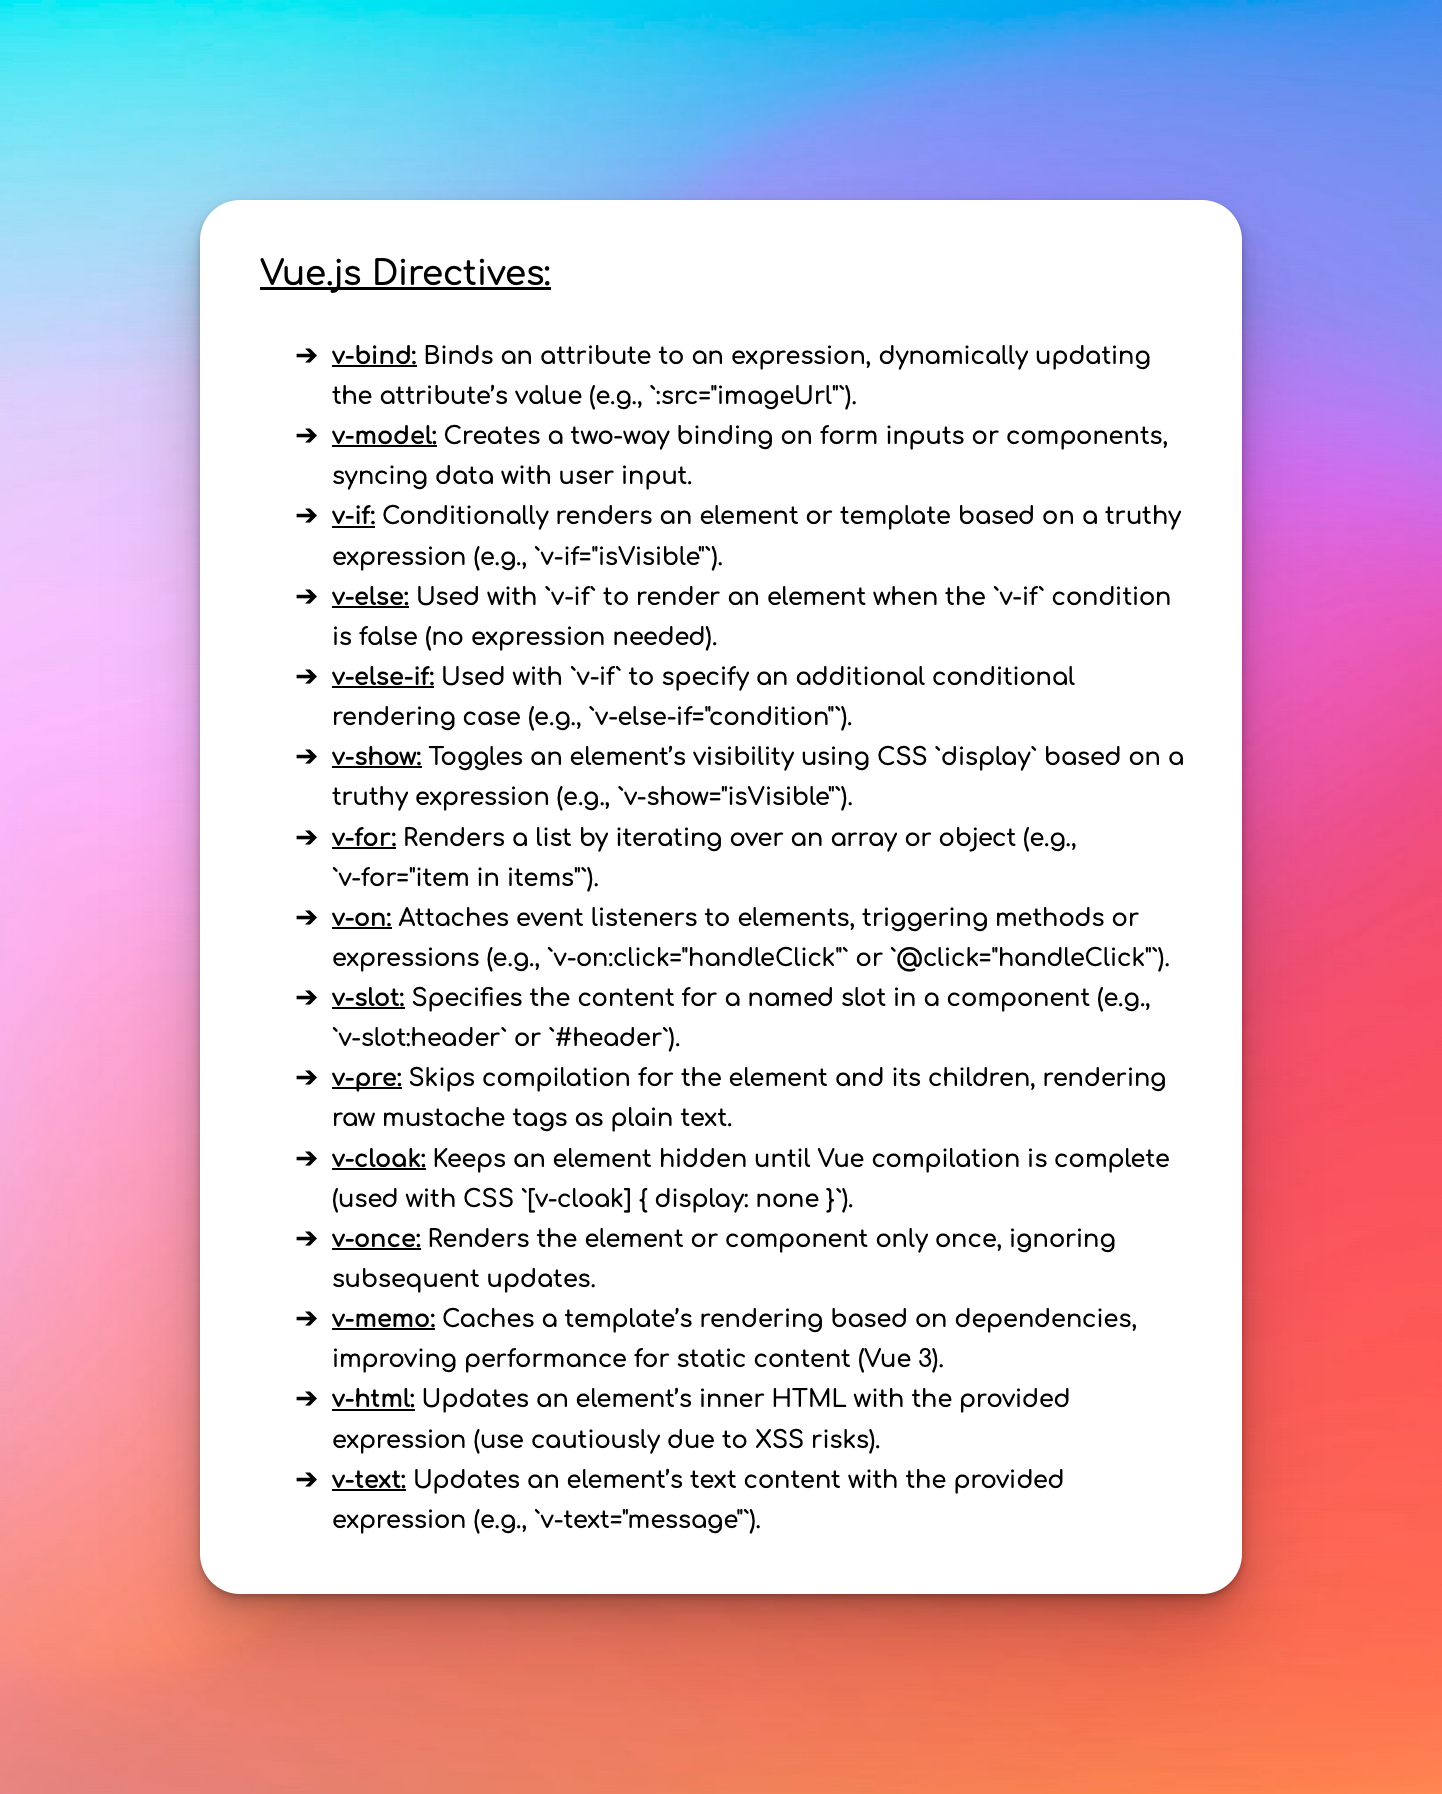 Vue.js Directives:
➔ v-bind: Binds an attribute to an expression, dynamically updating
the attribute’s value (e.g., `:src="imageUrl"`).
➔ v-model: Creates a two-way binding on form inputs or components,
syncing data with user input.
➔ v-if: Conditionally renders an element or template based on a truthy
expression (e.g., `v-if="isVisible"`).
➔ v-else: Used with `v-if` to render an element when the `v-if` condition
is false (no expression needed).
➔ v-else-if: Used with `v-if` to specify an additional conditional
rendering case (e.g., `v-else-if="condition"`).
➔ v-show: Toggles an element’s visibility using CSS `display` based on a
truthy expression (e.g., `v-show="isVisible"`).
➔ v-for: Renders a list by iterating over an array or object (e.g.,
`v-for="item in items"`).
➔ v-on: Attaches event listeners to elements, triggering methods or
expressions (e.g., `v-on:click="handleClick"` or `@click="handleClick"`).
➔ v-slot: Specifies the content for a named slot in a component (e.g.,
`v-slot:header` or `#header`).
➔ v-pre: Skips compilation for the element and its children, rendering
raw mustache tags as plain text.
➔ v-cloak: Keeps an element hidden until Vue compilation is complete
(used with CSS `[v-cloak] { display: none }`).
➔ v-once: Renders the element or component only once, ignoring
subsequent updates.
➔ v-memo: Caches a template’s rendering based on dependencies,
improving performance for static content (Vue 3).
➔ v-html: Updates an element’s inner HTML with the provided
expression (use cautiously due to XSS risks).
➔ v-text: Updates an element’s text content with the provided
expression (e.g., `v-text="message"`).